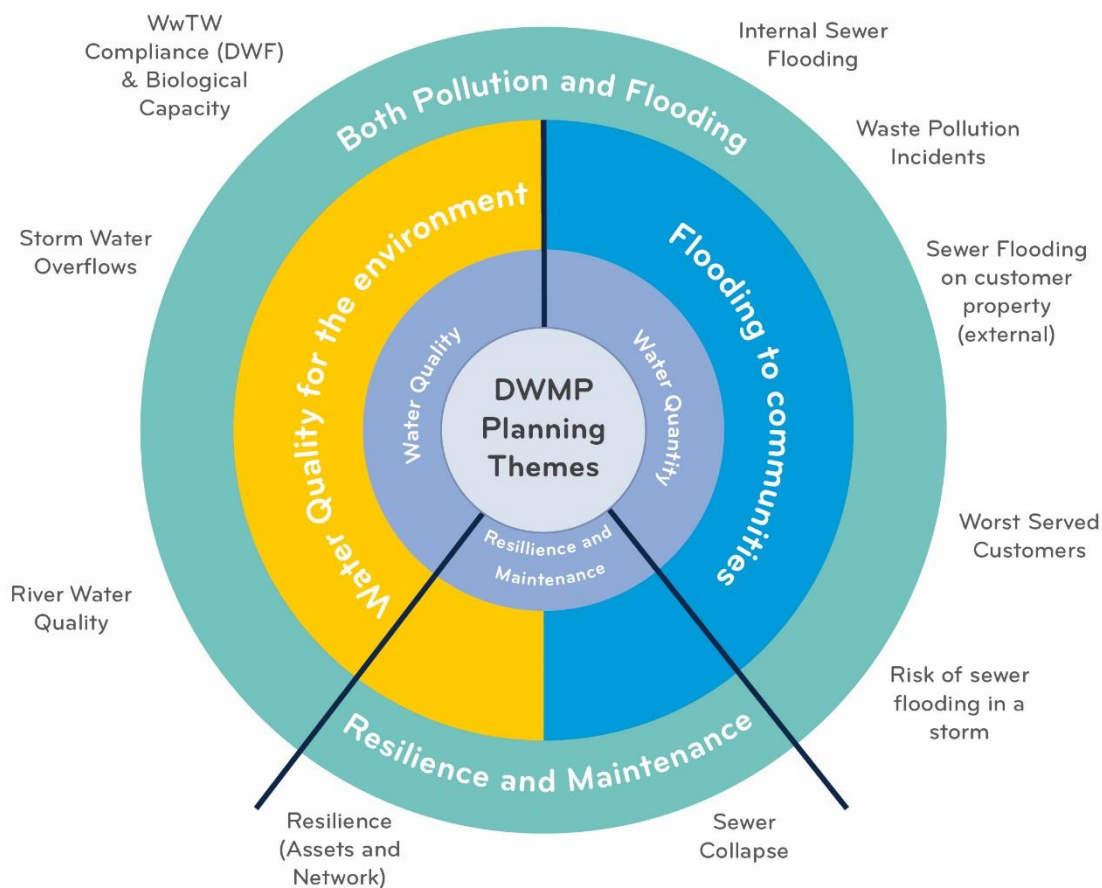 WwTW
Compliance (DWF)
& Biological
Capacity
Internal Sewer
Flooding
Both Pollution and Flooding
Waste Pollution
Incidents
Storm Water
Overflows
Sewer Flooding
on customer
property
(external)
Water Quality for the environment
Flooding to communities
Water Quality
Water Quantity
DWMP
Planning
Themes
Resillience and
Maintenance
Worst Served
Customers
River Water
Quality
Risk of sewer
flooding in a
storm
Resilience and Maintenance
Resilience
(Assets and
Network)
Sewer
Collapse